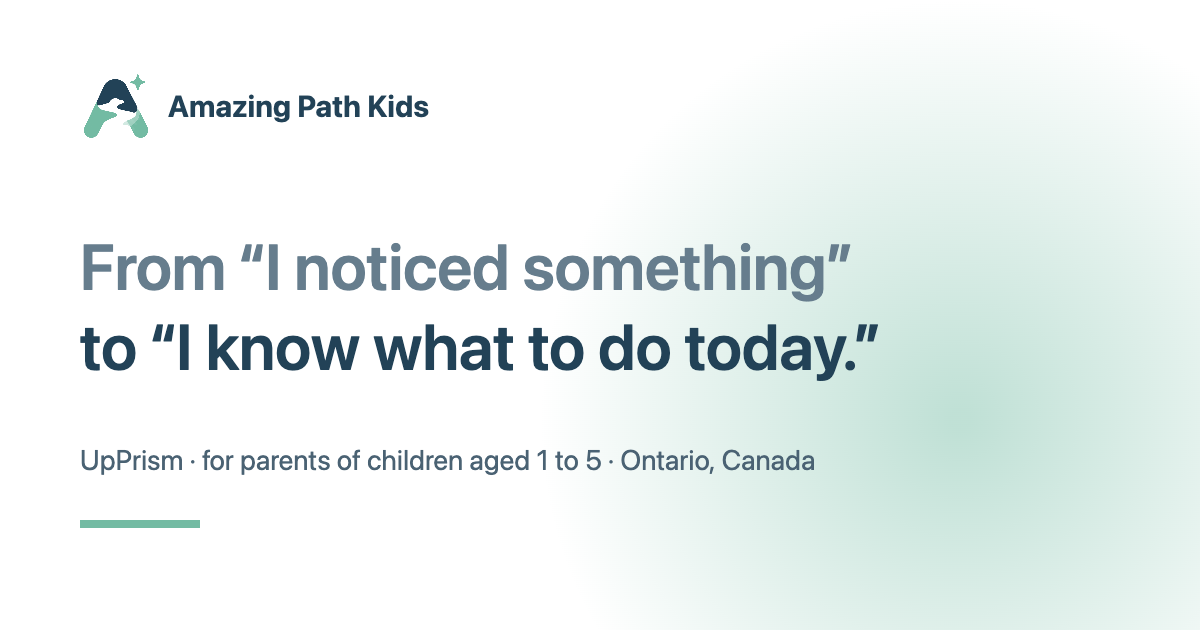 Amazing Path Kids
From “I noticed something”
to “I know what to do today.”
UpPrism · for parents of children aged 1 to 5 · Ontario, Canada